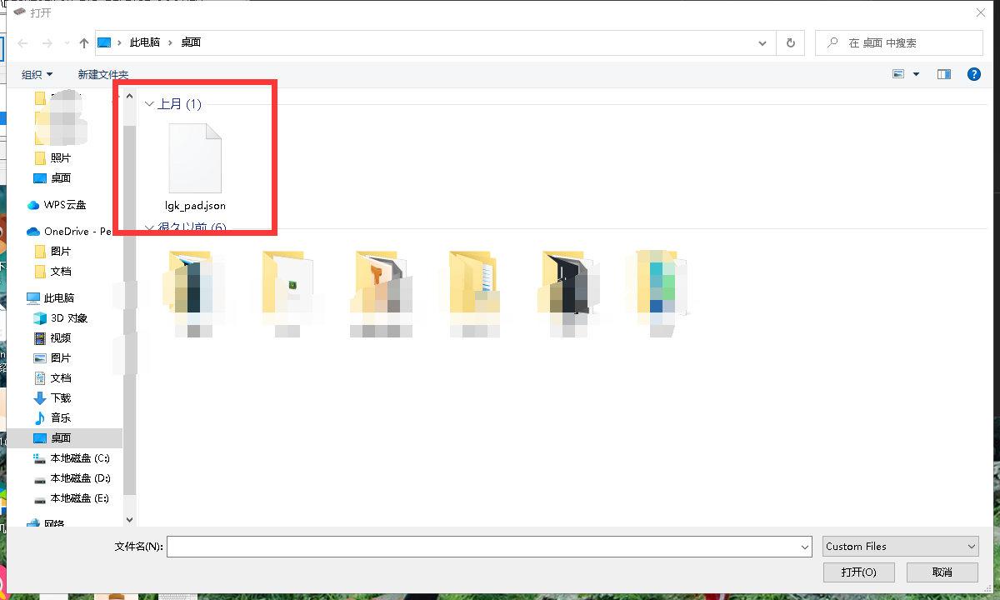 打开
此电脑 › 桌面
在 桌面 中搜索
组织
新建文件夹
照片
桌面
WPS云盘
OneDrive - Pe
图片
文档
此电脑
3D 对象
视频
图片
文档
下载
音乐
桌面
本地磁盘 (C:)
本地磁盘 (D:)
本地磁盘 (E:)
网络
上月 (1)
lgk_pad.json
很久以前 (6)
文件名(N):
Custom Files
打开(O)
取消